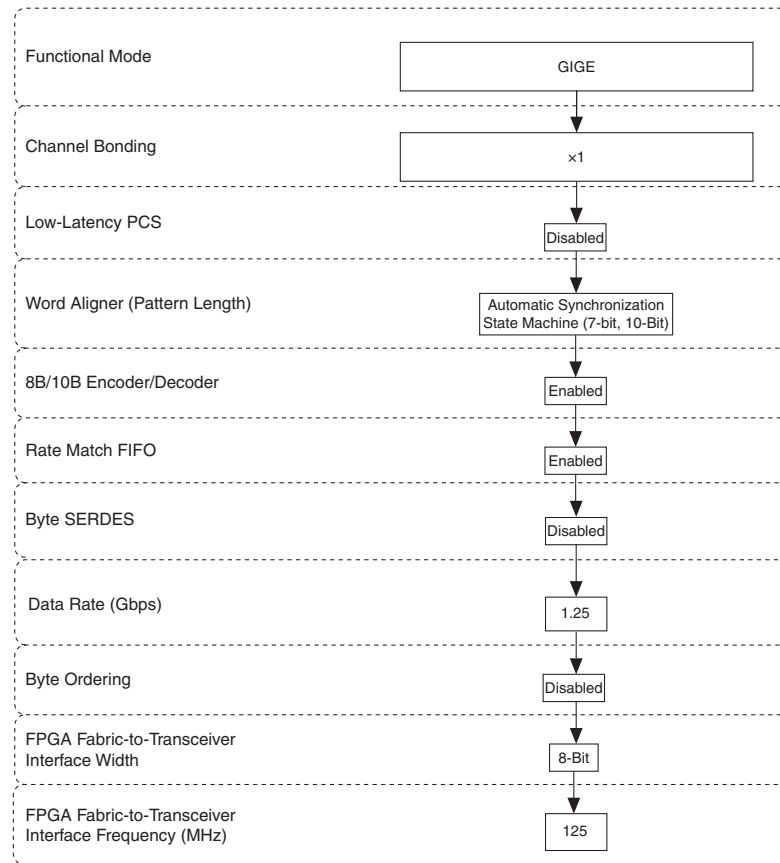 Functional Mode
GIGE
Channel Bonding
×1
Low-Latency PCS
Disabled
Word Aligner (Pattern Length)
Automatic Synchronization
State Machine (7-bit, 10-Bit)
8B/10B Encoder/Decoder
Enabled
Rate Match FIFO
Enabled
Byte SERDES
Disabled
Data Rate (Gbps)
1.25
Byte Ordering
Disabled
FPGA Fabric-to-Transceiver
Interface Width
8-Bit
FPGA Fabric-to-Transceiver
Interface Frequency (MHz)
125